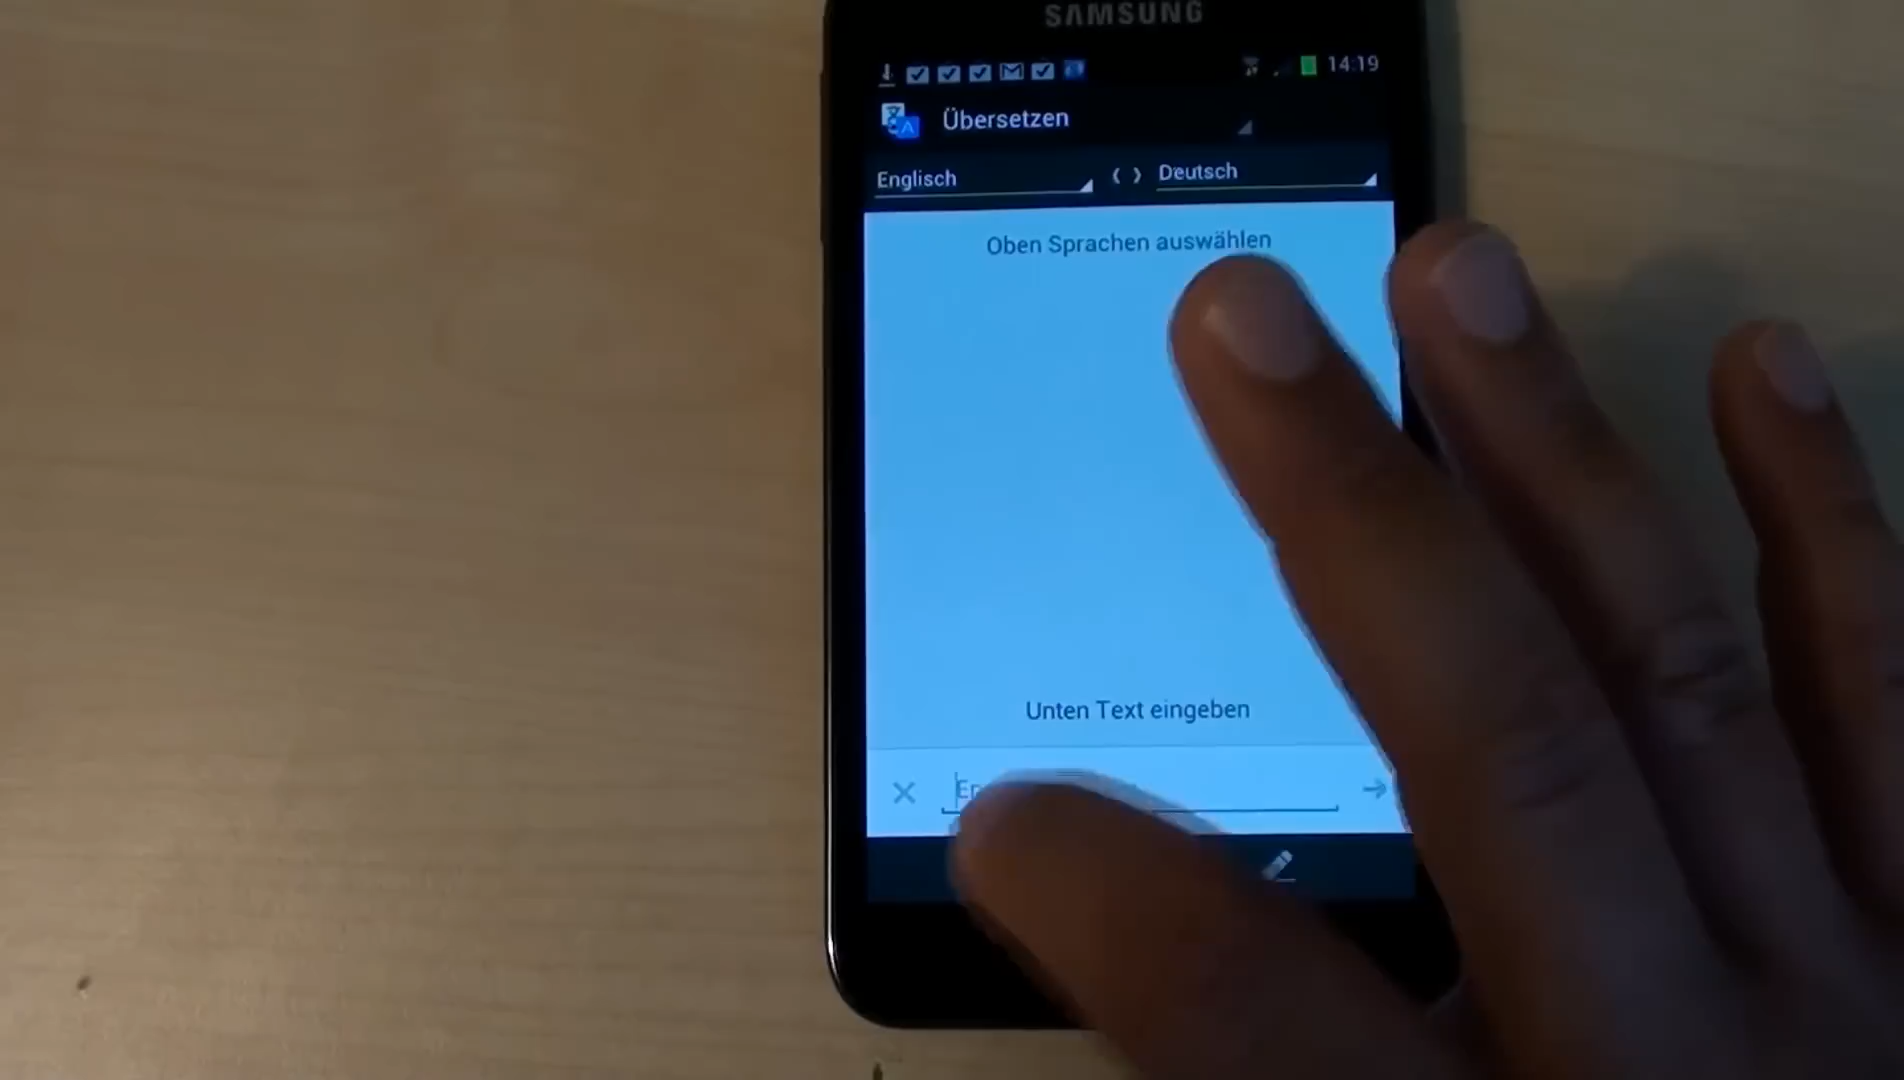 SAMSUNG
14:19
Übersetzen
Englisch
Deutsch
Oben Sprachen auswählen
Unten Text eingeben